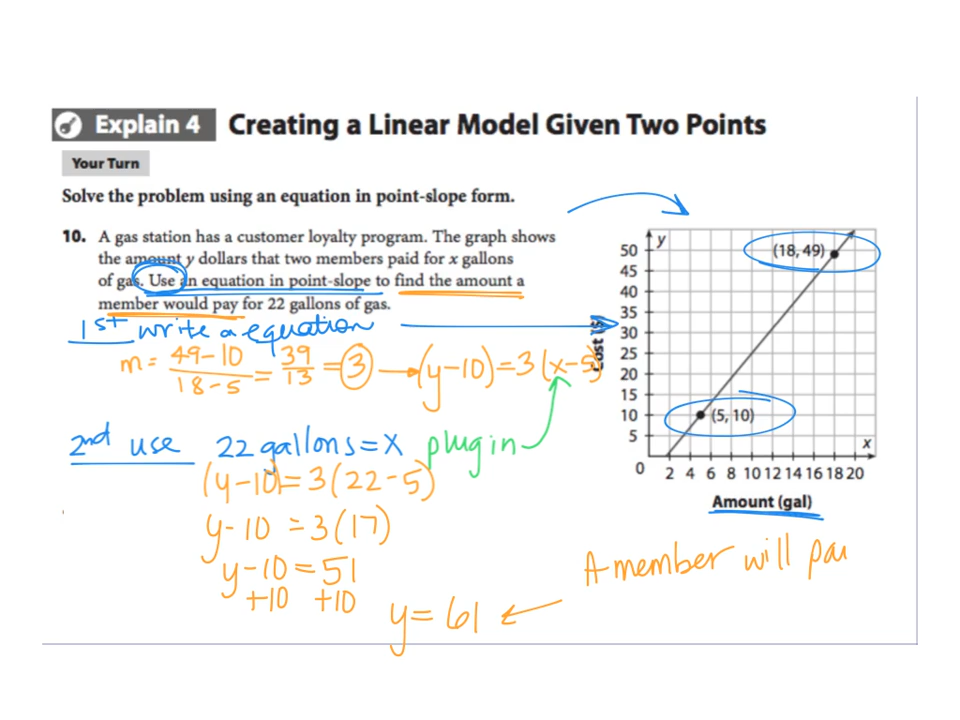 Explain 4 Creating a Linear Model Given Two Points
Your Turn
Solve the problem using an equation in point-slope form.
10. A gas station has a customer loyalty program. The graph shows
the amount y dollars that two members paid for x gallons
of gas. Use an equation in point-slope to find the amount a
member would pay for 22 gallons of gas.
1st write a equation
m = 49-10 / 18-5 = 39/13 = 3 → (y-10) = 3(x-5)
2nd use 22 gallons = x plug in
(y-10) = 3(22-5)
y-10 = 3(17)
y-10 = 51
+10 +10
y = 61
A member will pay
y
50
45
40
35
30
25
20
15
10
5
0
2 4 6 8 10 12 14 16 18 20
x
(18, 49)
(5, 10)
Cost ($)
Amount (gal)